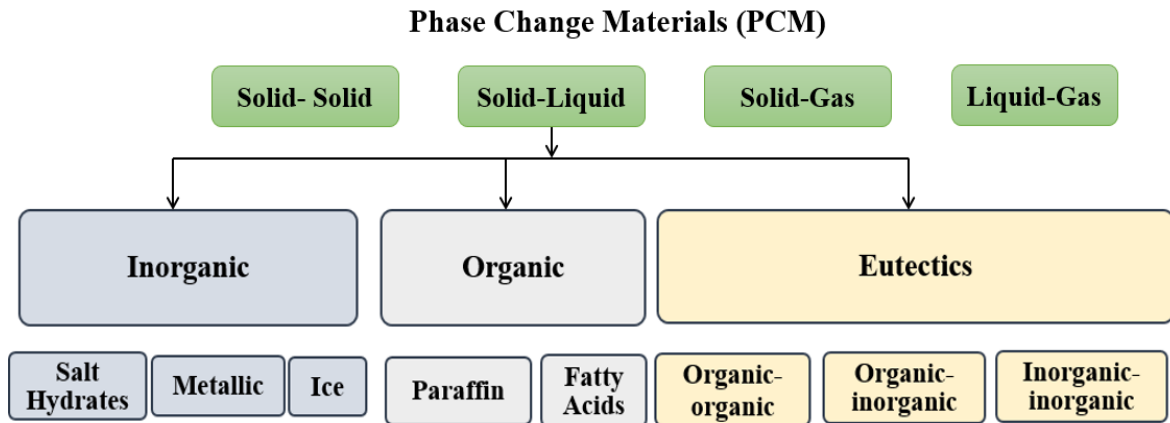 Phase Change Materials (PCM)
Solid- Solid
Solid-Liquid
Solid-Gas
Liquid-Gas
Inorganic
Organic
Eutectics
Salt
Hydrates
Metallic
Ice
Paraffin
Fatty
Acids
Organic-
organic
Organic-
inorganic
Inorganic-
inorganic